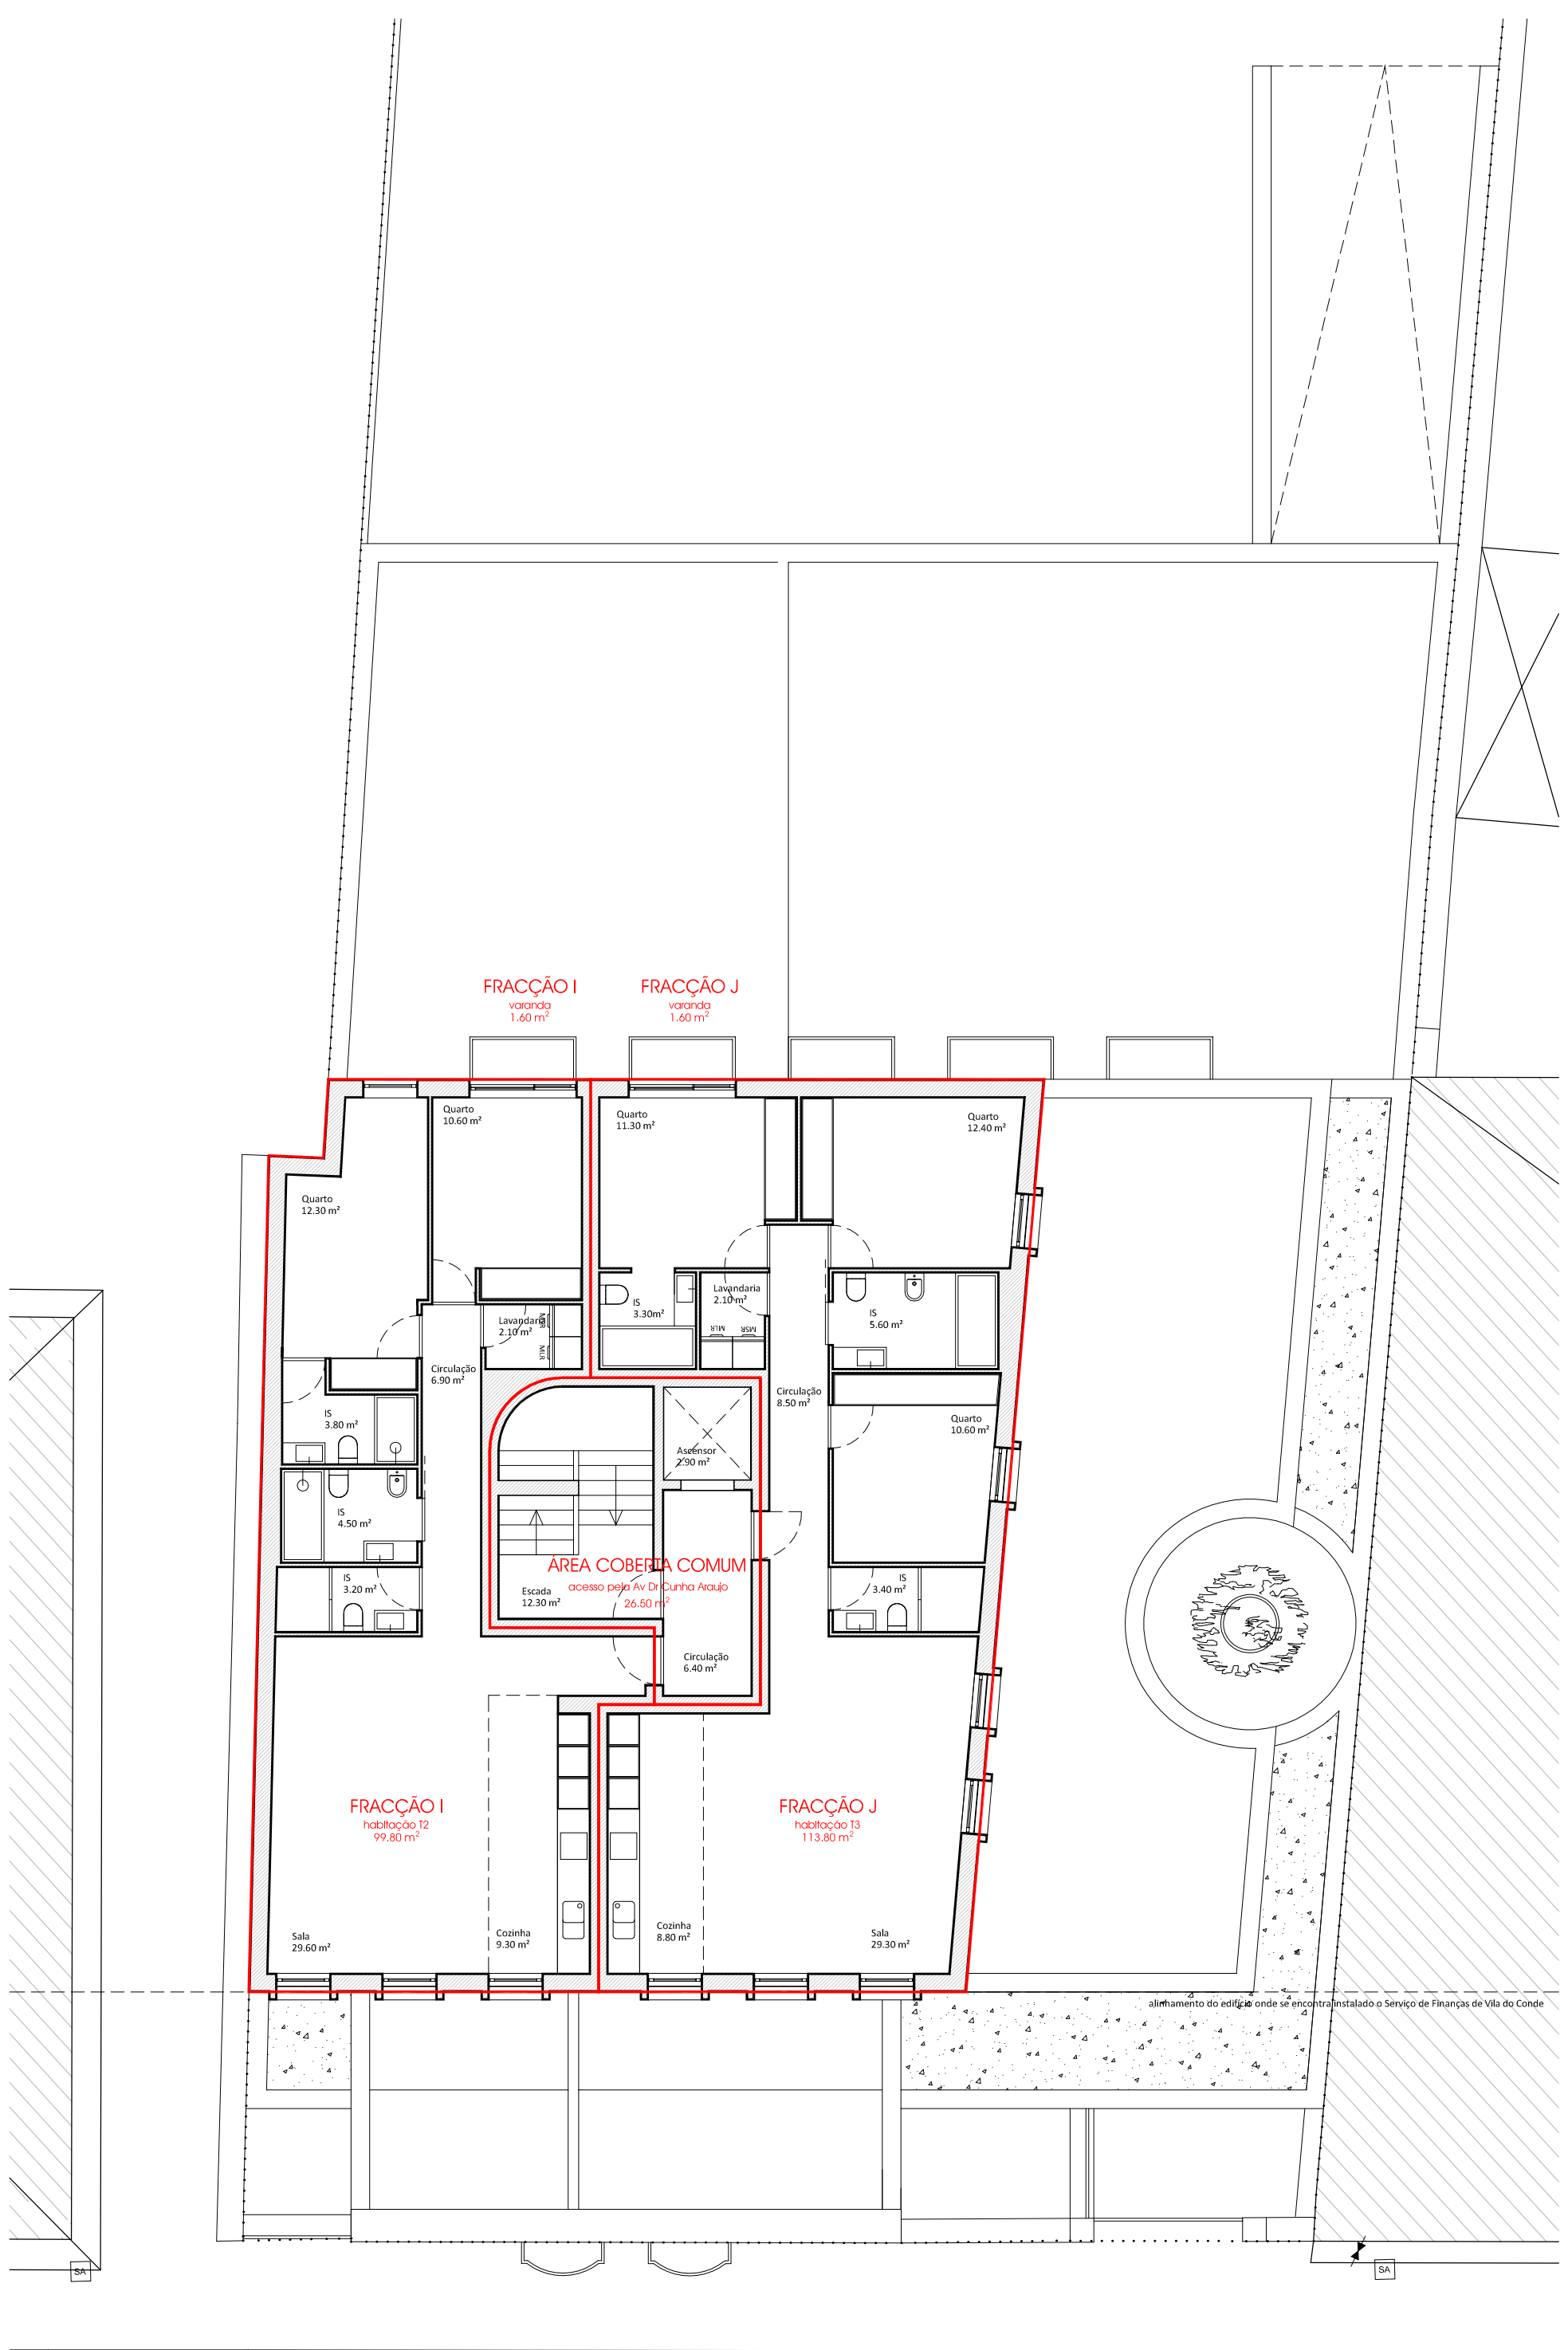 FRACÇÃO I
varanda
1.60 m²
FRACÇÃO J
varanda
1.60 m²
Quarto
10.60 m²
Quarto
11.30 m²
Quarto
12.40 m²
Quarto
12.30 m²
Lavandaria
2.10 m²
MSR
MLR
IS
3.30m²
Lavandaria
2.10 m²
MLR
MSR
IS
5.60 m²
Circulação
6.90 m²
Circulação
8.50 m²
IS
3.80 m²
Quarto
10.60 m²
Ascensor
2.90 m²
IS
4.50 m²
ÁREA COBERTA COMUM
acesso pela Av Dr Cunha Araujo
26.50 m²
IS
3.20 m²
Escada
12.30 m²
IS
3.40 m²
Circulação
6.40 m²
FRACÇÃO I
habitação T2
99.80 m²
FRACÇÃO J
habitação T3
113.80 m²
Sala
29.60 m²
Cozinha
9.30 m²
Cozinha
8.80 m²
Sala
29.30 m²
alinhamento do edifício onde se encontra instalado o Serviço de Finanças de Vila do Conde
SA
SA